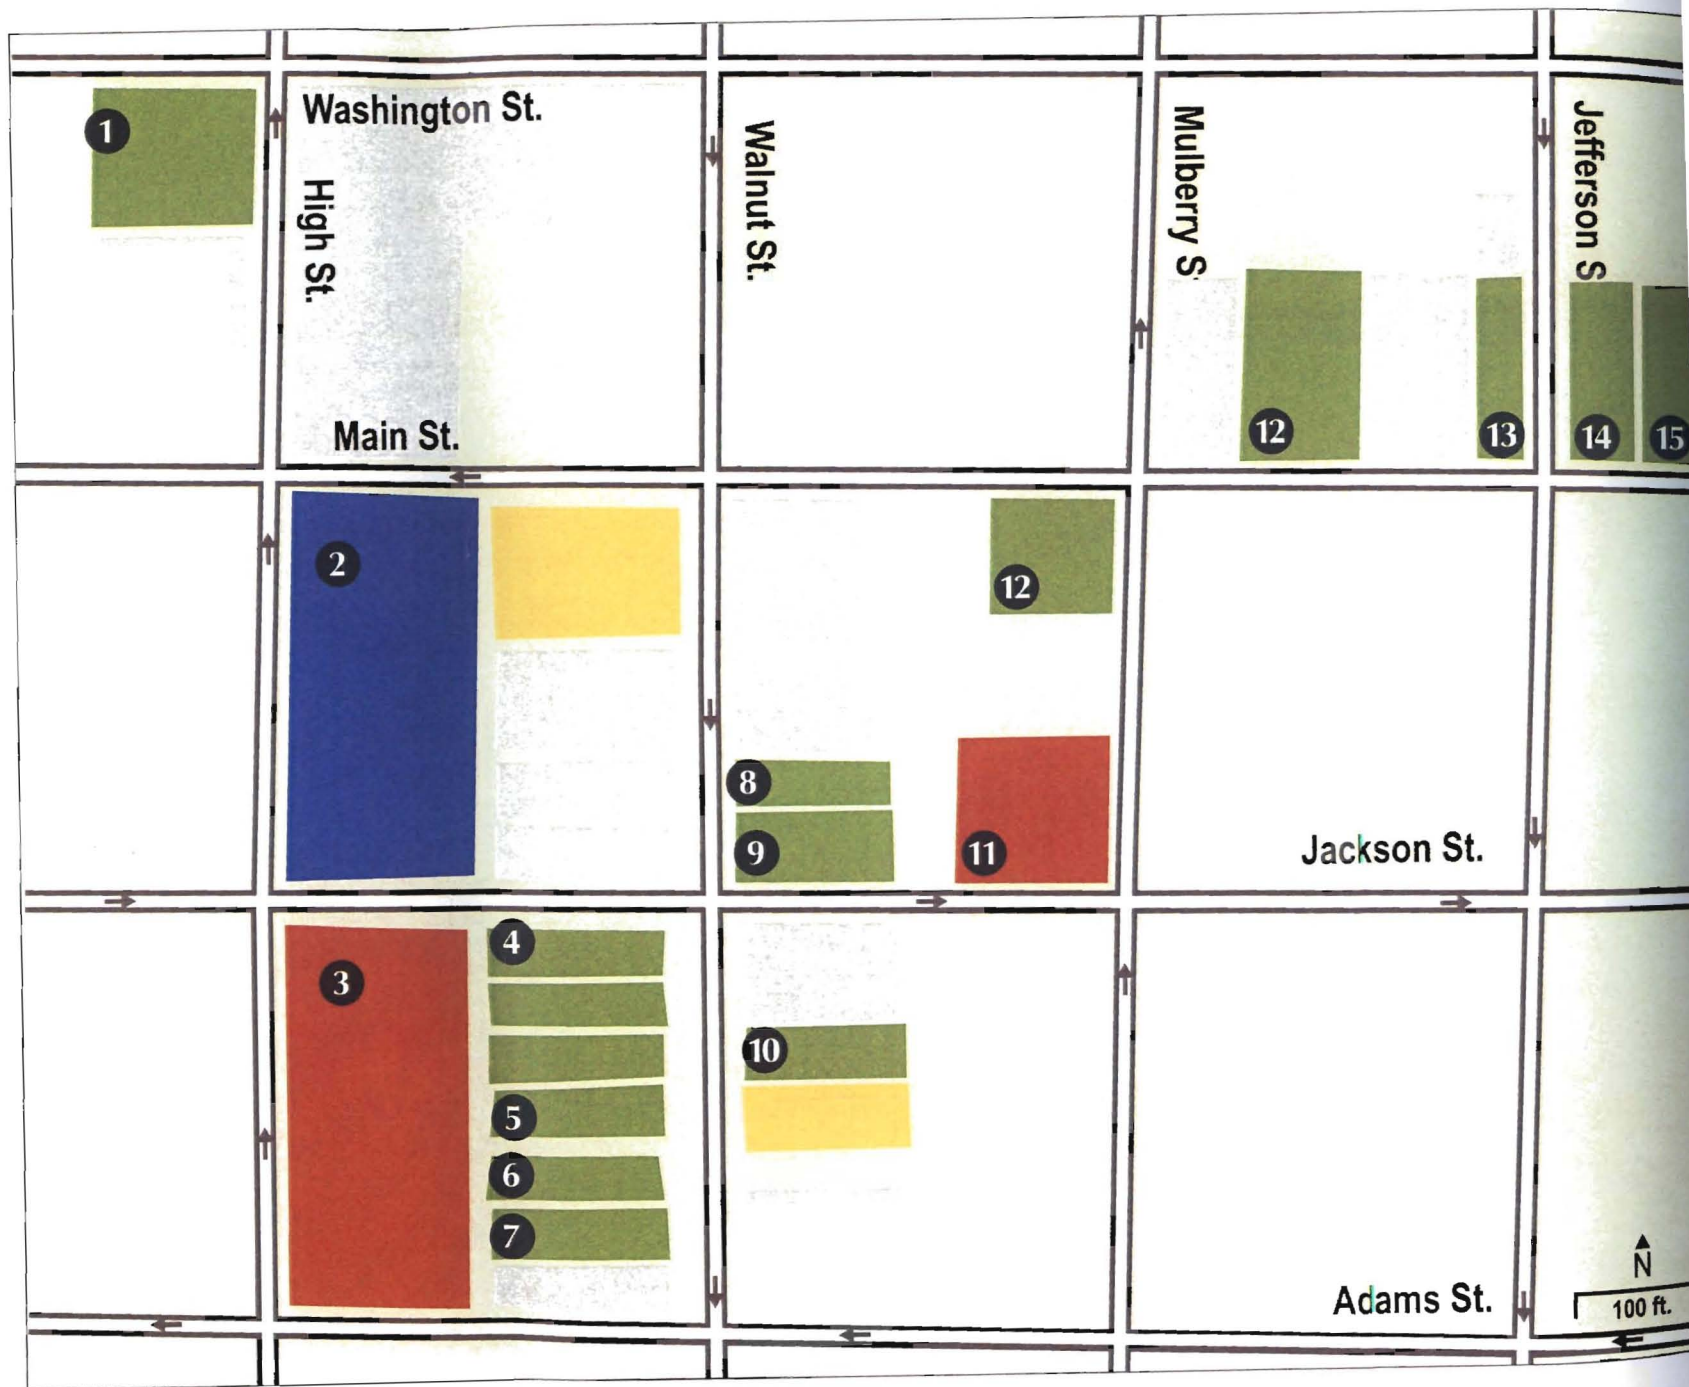 1
Washington St.
High St.
Walnut St.
Mulberry S
Jefferson S
Main St.
12
13
14
15
2
12
8
9
11
Jackson St.
3
4
10
5
6
7
N
Adams St.
100 ft.